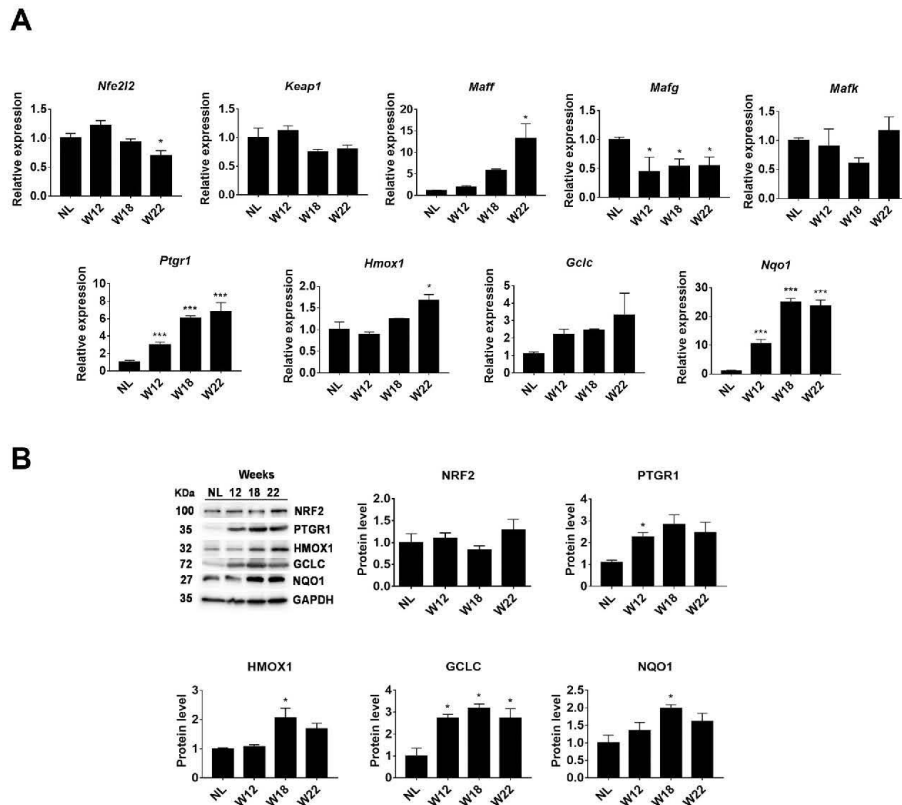 A
Nfe2l2
Relative expression
1.5
1.0
0.5
0.0
*
NL W12 W18 W22
Keap1
Relative expression
1.5
1.0
0.5
0.0
NL W12 W18 W22
Maff
Relative expression
20
15
10
5
0
*
NL W12 W18 W22
Mafg
Relative expression
1.5
1.0
0.5
0.0
* * *
NL W12 W18 W22
Mafk
Relative expression
1.5
1.0
0.5
0.0
NL W12 W18 W22
Ptgr1
Relative expression
8
6
4
2
0
*** *** ***
NL W12 W18 W22
Hmox1
Relative expression
2.0
1.5
1.0
0.5
0.0
*
NL W12 W18 W22
Gclc
Relative expression
5
4
3
2
1
0
NL W12 W18 W22
Nqo1
Relative expression
30
20
10
0
*** *** ***
NL W12 W18 W22
B
Weeks
KDa NL 12 18 22
100 NRF2
35 PTGR1
32 HMOX1
72 GCLC
27 NQO1
35 GAPDH
NRF2
Protein level
2.0
1.5
1.0
0.5
0.0
NL W12 W18 W22
PTGR1
Protein level
4
3
2
1
0
*
NL W12 W18 W22
HMOX1
Protein level
3
2
1
0
*
NL W12 W18 W22
GCLC
Protein level
4
3
2
1
0
* * *
NL W12 W18 W22
NQO1
Protein level
2.5
2.0
1.5
1.0
0.5
0.0
*
NL W12 W18 W22